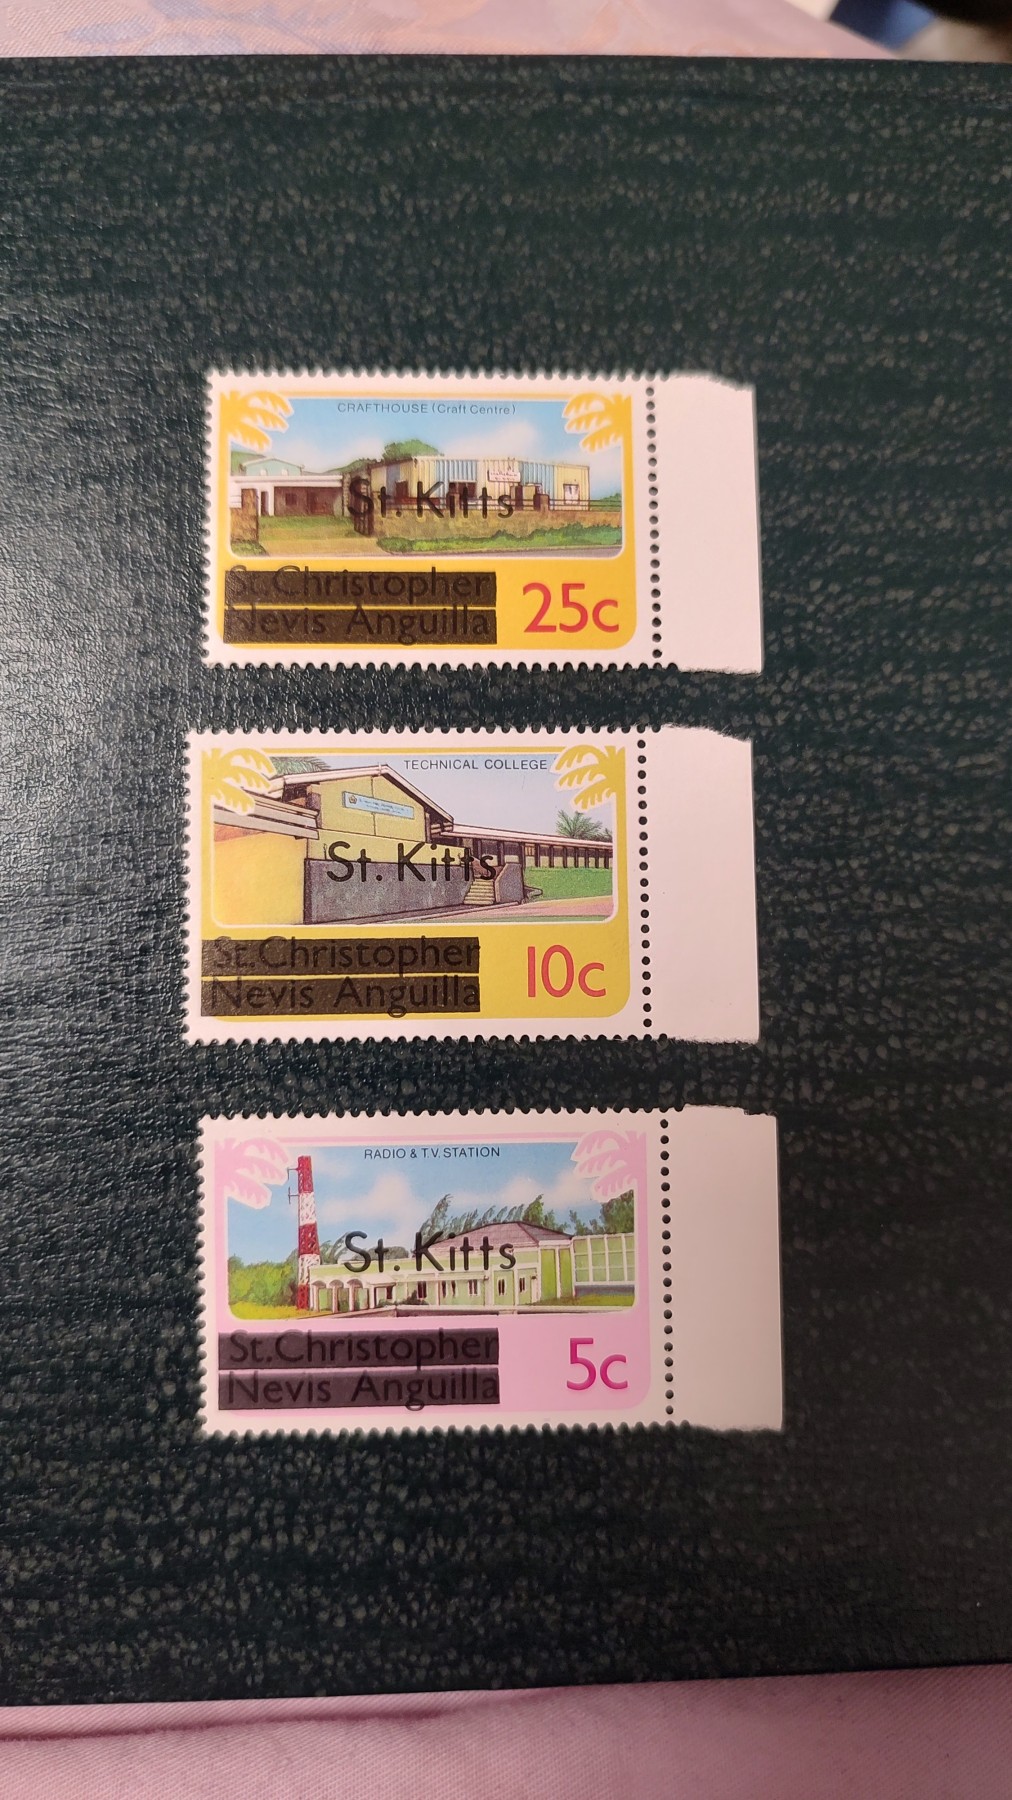 CRAFTHOUSE (Craft Centre)
St. Kitts
St.Christopher
Nevis Anguilla
25c
TECHNICAL COLLEGE
St. Kitts
St.Christopher
Nevis Anguilla
10c
RADIO & T.V. STATION
St. Kitts
St.Christopher
Nevis Anguilla
5c